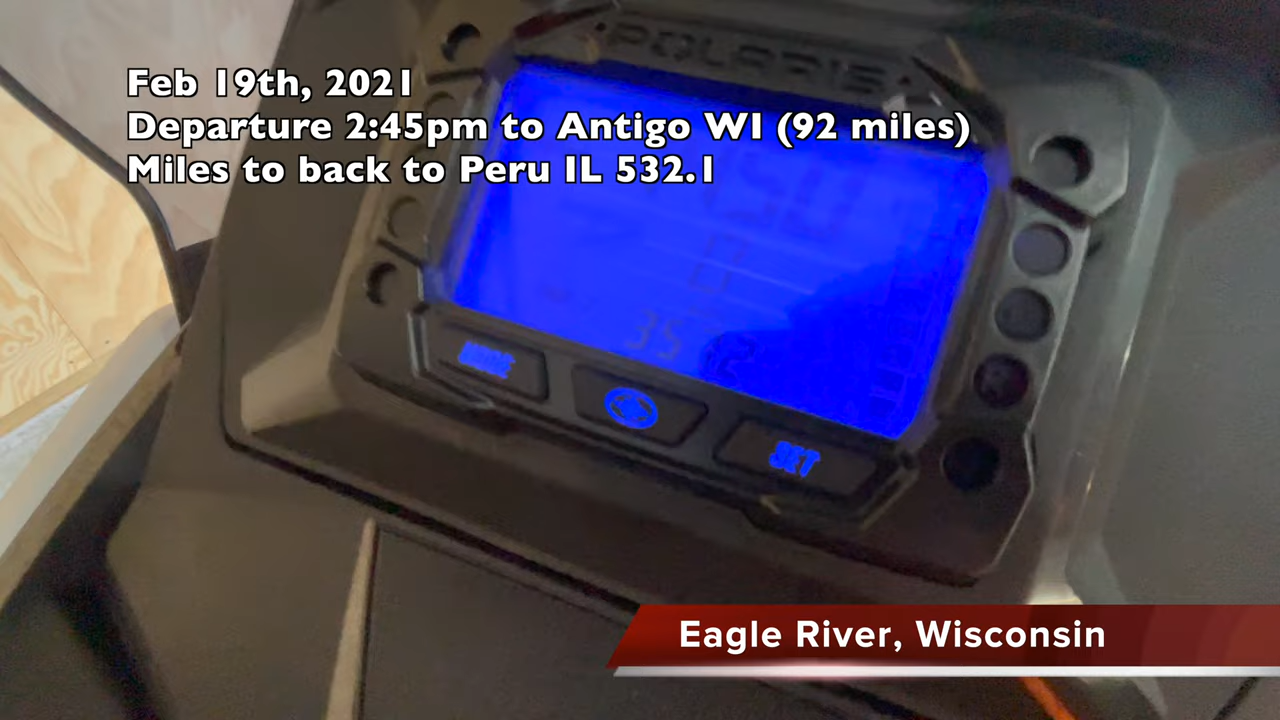 POLARIS
Feb 19th, 2021
Departure 2:45pm to Antigo WI (92 miles)
Miles to back to Peru IL 532.1
35
MODE
SET
Eagle River, Wisconsin